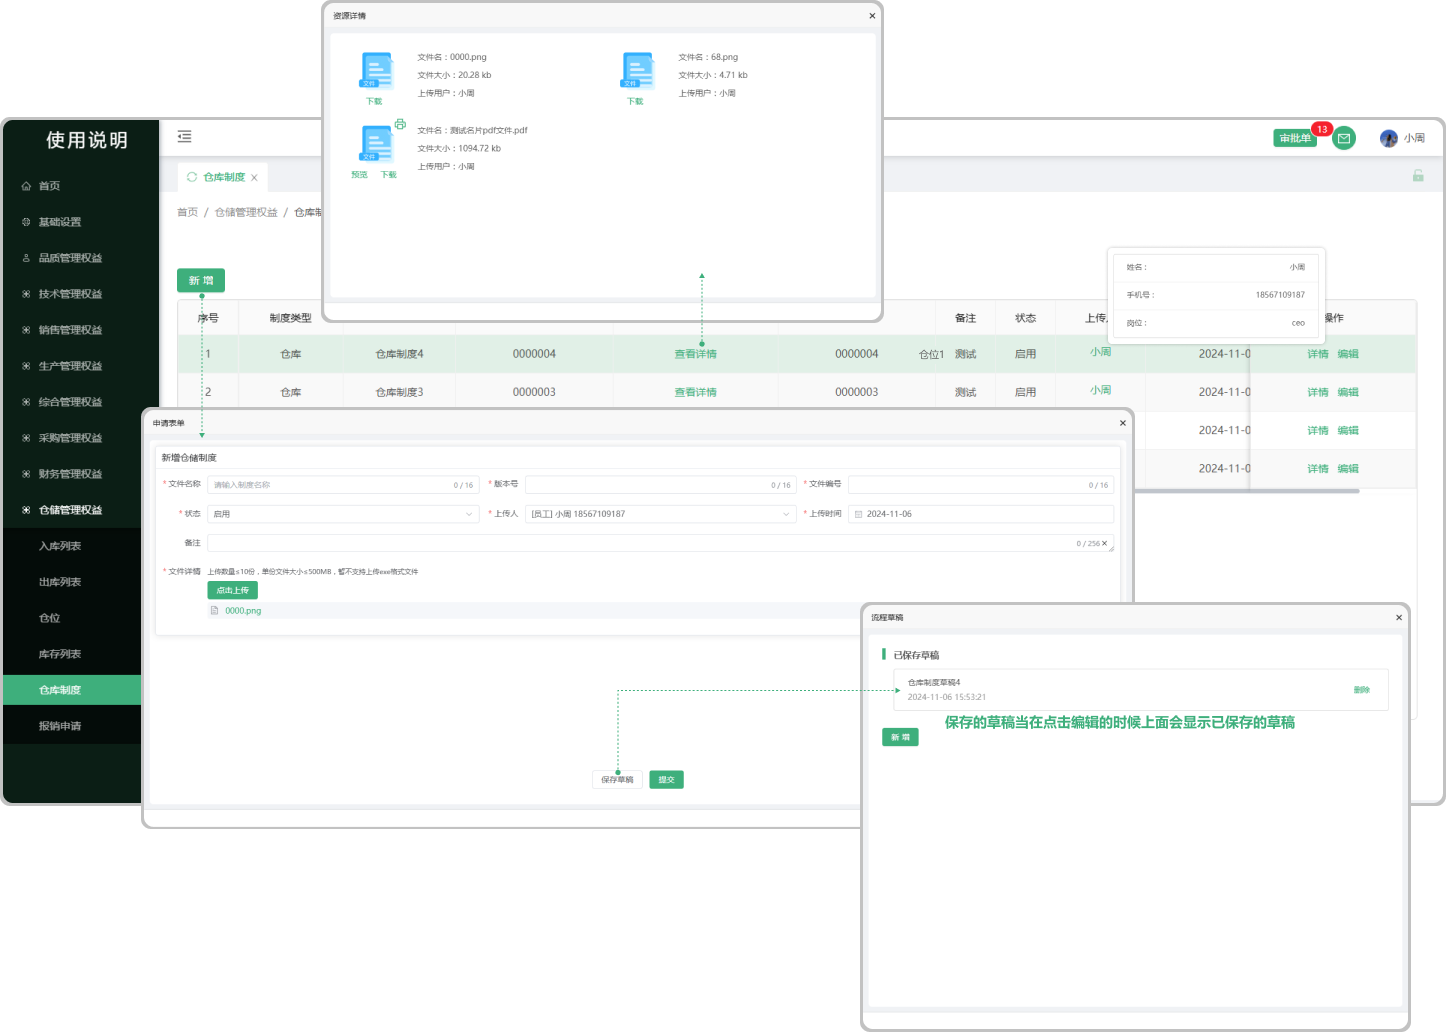 资源详情
文件名：0000.png
文件大小：20.28 kb
上传用户：小周
文件
下载
文件名：68.png
文件大小：4.71 kb
上传用户：小周
文件
下载
文件名：测试名片pdf文件.pdf
文件大小：1094.72 kb
上传用户：小周
文件
预览 下载
使用说明
首页
基础设置
品质管理权益
技术管理权益
销售管理权益
生产管理权益
综合管理权益
采购管理权益
财务管理权益
仓储管理权益
入库列表
出库列表
仓位
库存列表
仓库制度
报销申请
审批单 13 小周
仓库制度
首页 / 仓储管理权益 / 仓库制
新 增
姓名： 小周
手机号： 18567109187
岗位： ceo
序号 制度类型 备注 状态 上传 操作
1 仓库 仓库制度4 0000004 查看详情 0000004 仓位1 测试 启用 小周 2024-11-0 详情 编辑
2 仓库 仓库制度3 0000003 查看详情 0000003 测试 启用 小周 2024-11-0 详情 编辑
2024-11-0 详情 编辑
2024-11-0 详情 编辑
申请表单
新增仓储制度
* 文件名称 请输入制度名称 0 / 16 * 版本号 0 / 16 * 文件编号 0 / 16
* 状态 启用 * 上传人 [员工] 小周 18567109187 * 上传时间 2024-11-06
备注 0 / 256
* 文件详情 上传数量≤10份，单份文件大小≤500MB，暂不支持上传exe格式文件
点击上传
0000.png
保存草稿 提交
流程草稿
已保存草稿
仓库制度草稿4
2024-11-06 15:53:21
删除
保存的草稿当在点击编辑的时候上面会显示已保存的草稿
新 增